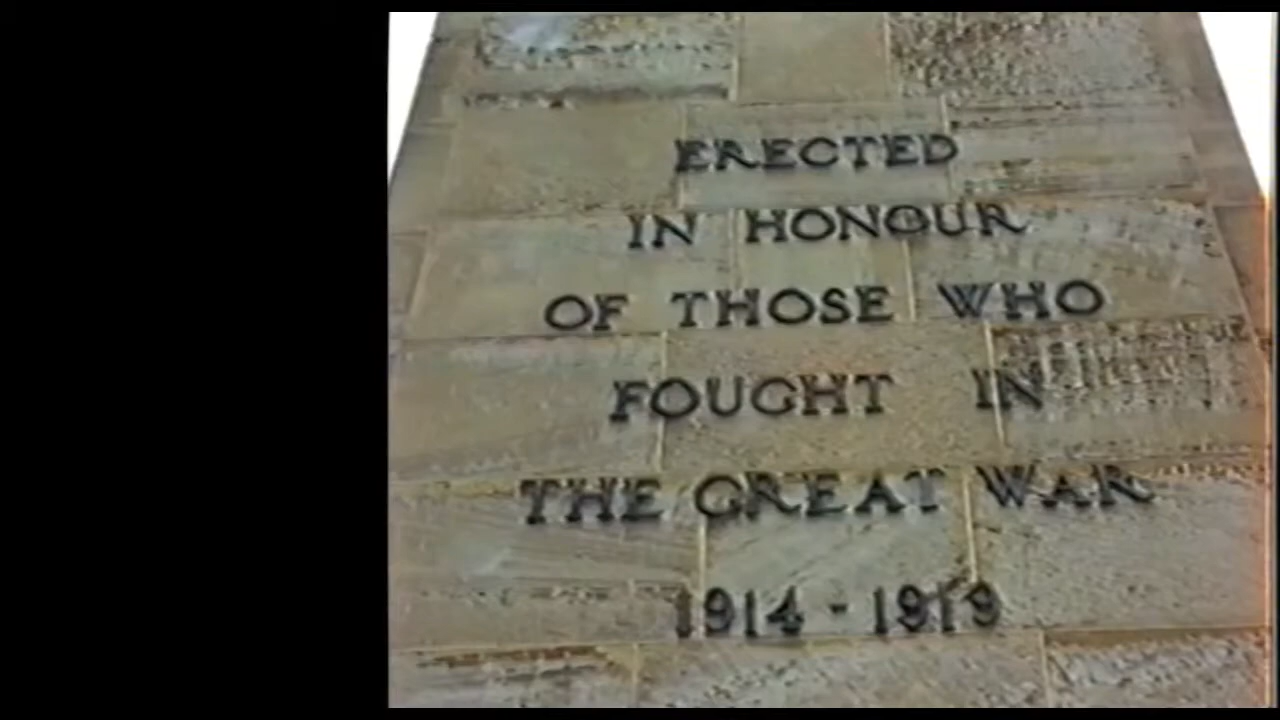 ERECTED
IN HONOUR
OF THOSE WHO
FOUGHT IN
THE GREAT WAR
1914 - 1919